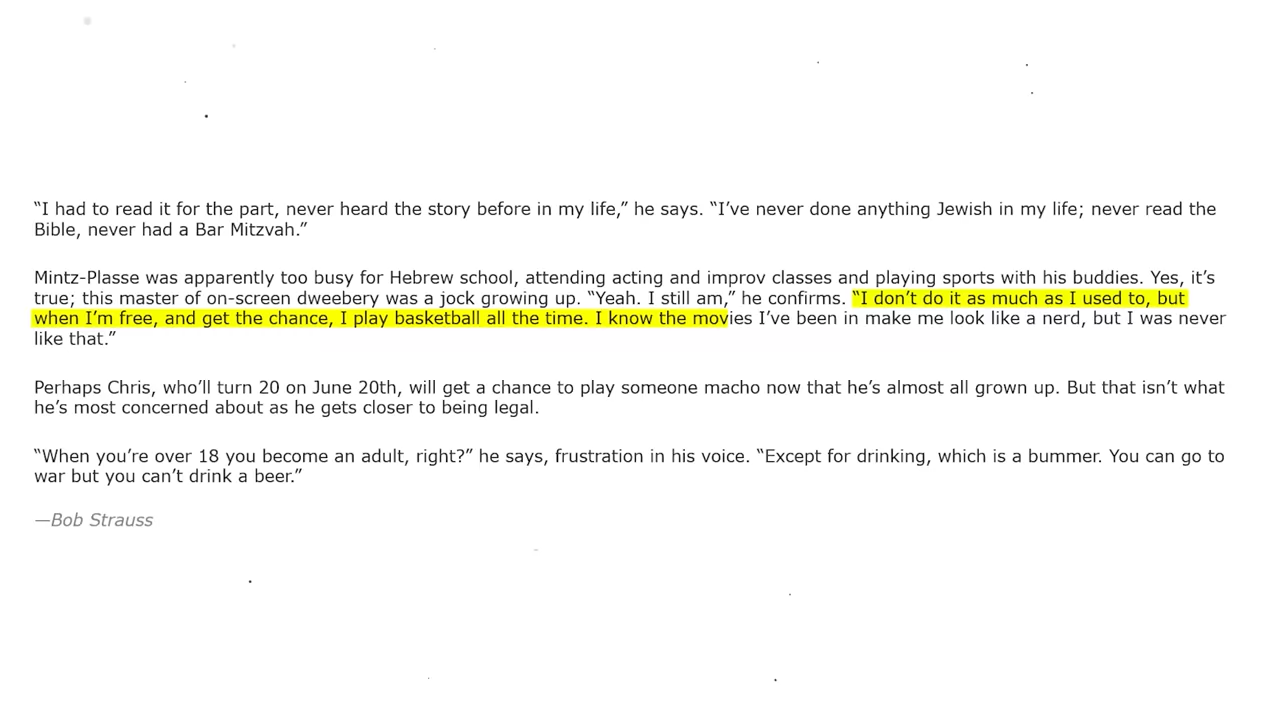 “I had to read it for the part, never heard the story before in my life,” he says. “I’ve never done anything Jewish in my life; never read the
Bible, never had a Bar Mitzvah.”
Mintz-Plasse was apparently too busy for Hebrew school, attending acting and improv classes and playing sports with his buddies. Yes, it’s
true; this master of on-screen dweebery was a jock growing up. “Yeah. I still am,” he confirms. “I don’t do it as much as I used to, but
when I’m free, and get the chance, I play basketball all the time. I know the movies I’ve been in make me look like a nerd, but I was never
like that.”
Perhaps Chris, who’ll turn 20 on June 20th, will get a chance to play someone macho now that he’s almost all grown up. But that isn’t what
he’s most concerned about as he gets closer to being legal.
“When you’re over 18 you become an adult, right?” he says, frustration in his voice. “Except for drinking, which is a bummer. You can go to
war but you can’t drink a beer.”
—Bob Strauss